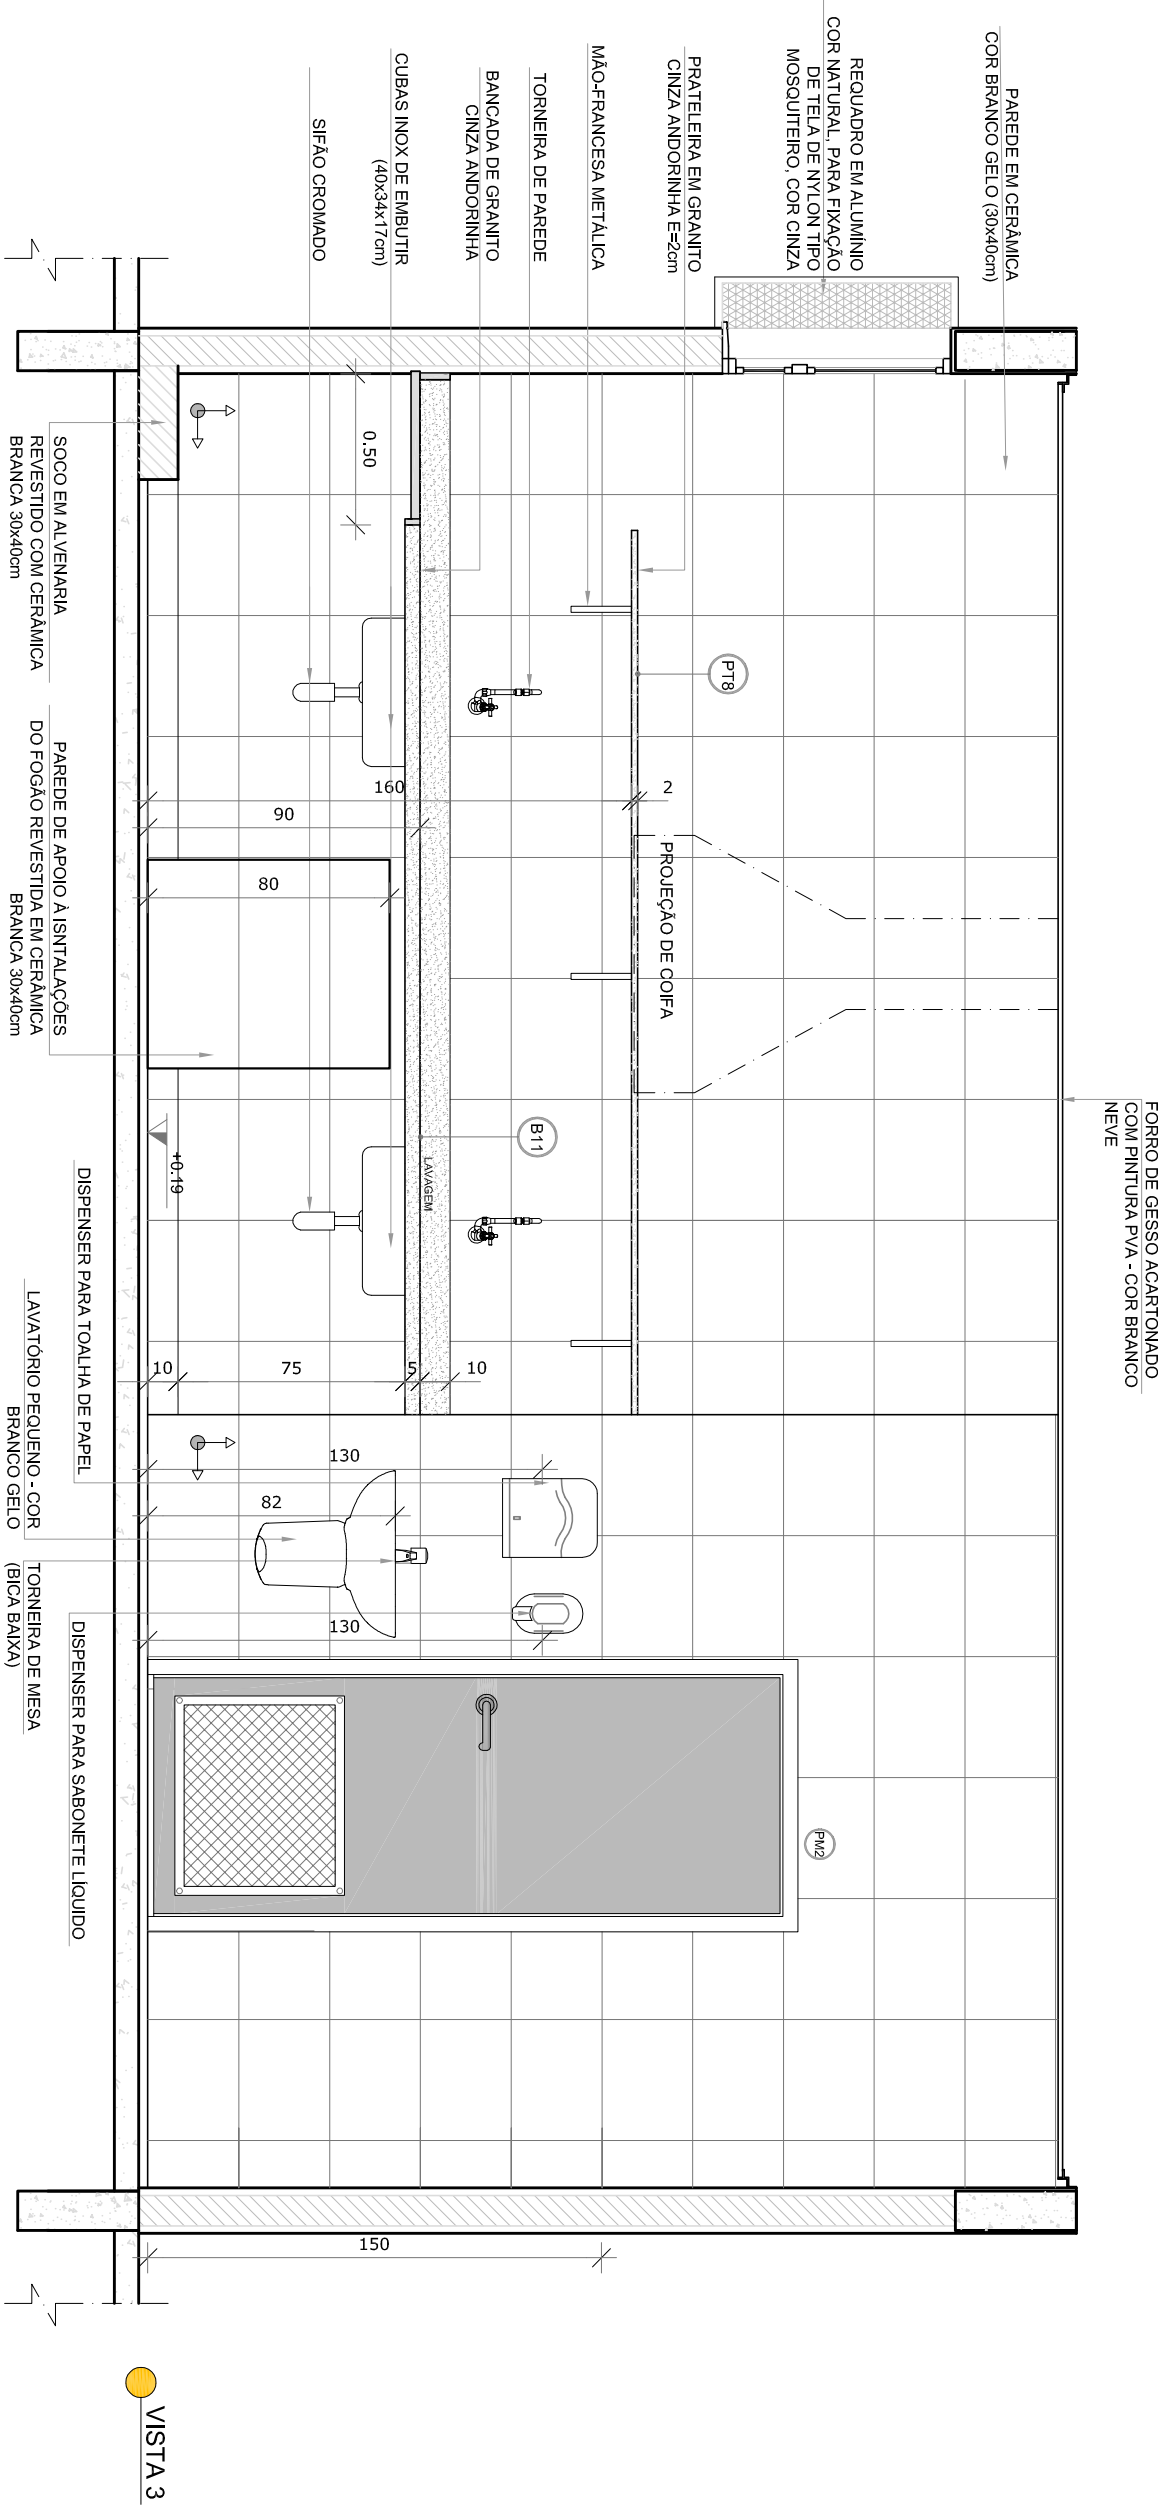 PAREDE EM CERÂMICA
COR BRANCO GELO (30x40cm)
REQUADRO EM ALUMÍNIO
COR NATURAL, PARA FIXAÇÃO
DE TELA DE NYLON TIPO
MOSQUITEIRO, COR CINZA
PRATELEIRA EM GRANITO
CINZA ANDORINHA E=2cm
MÃO-FRANCESA METÁLICA
TORNEIRA DE PAREDE
BANCADA DE GRANITO
CINZA ANDORINHA
CUBAS INOX DE EMBUTIR
(40x34x17cm)
SIFÃO CROMADO
FORRO DE GESSO ACARTONADO
COM PINTURA PVA - COR BRANCO
NEVE
PT8
PROJEÇÃO DE COIFA
B11
LAVAGEM
PM2
0.50
160
2
90
80
+0.19
10
75
5
10
130
82
130
150
SOCO EM ALVENARIA
REVESTIDO COM CERÂMICA
BRANCA 30x40cm
PAREDE DE APOIO À ISNTALAÇÕES
DO FOGÃO REVESTIDA EM CERÂMICA
BRANCA 30x40cm
DISPENSER PARA TOALHA DE PAPEL
LAVATÓRIO PEQUENO - COR
BRANCO GELO
TORNEIRA DE MESA
(BICA BAIXA)
DISPENSER PARA SABONETE LÍQUIDO
VISTA 3